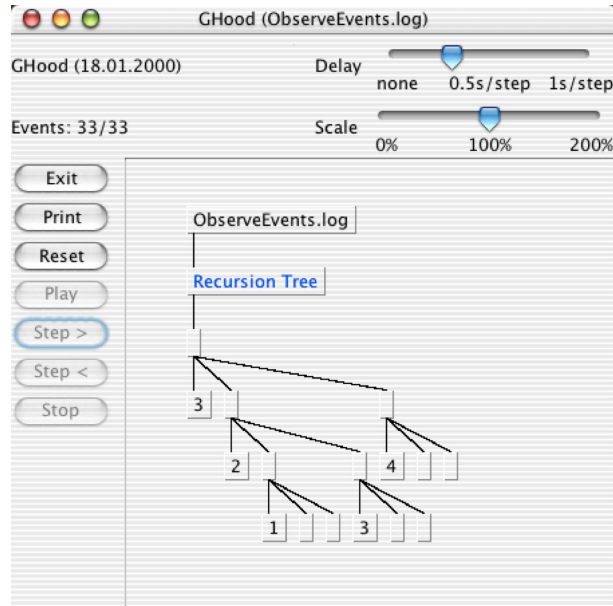 GHood (ObserveEvents.log)
GHood (18.01.2000)
Delay
none 0.5s/step 1s/step
Events: 33/33
Scale
0% 100% 200%
Exit
Print
Reset
Play
Step >
Step <
Stop
ObserveEvents.log
Recursion Tree
3
2 4
1 3